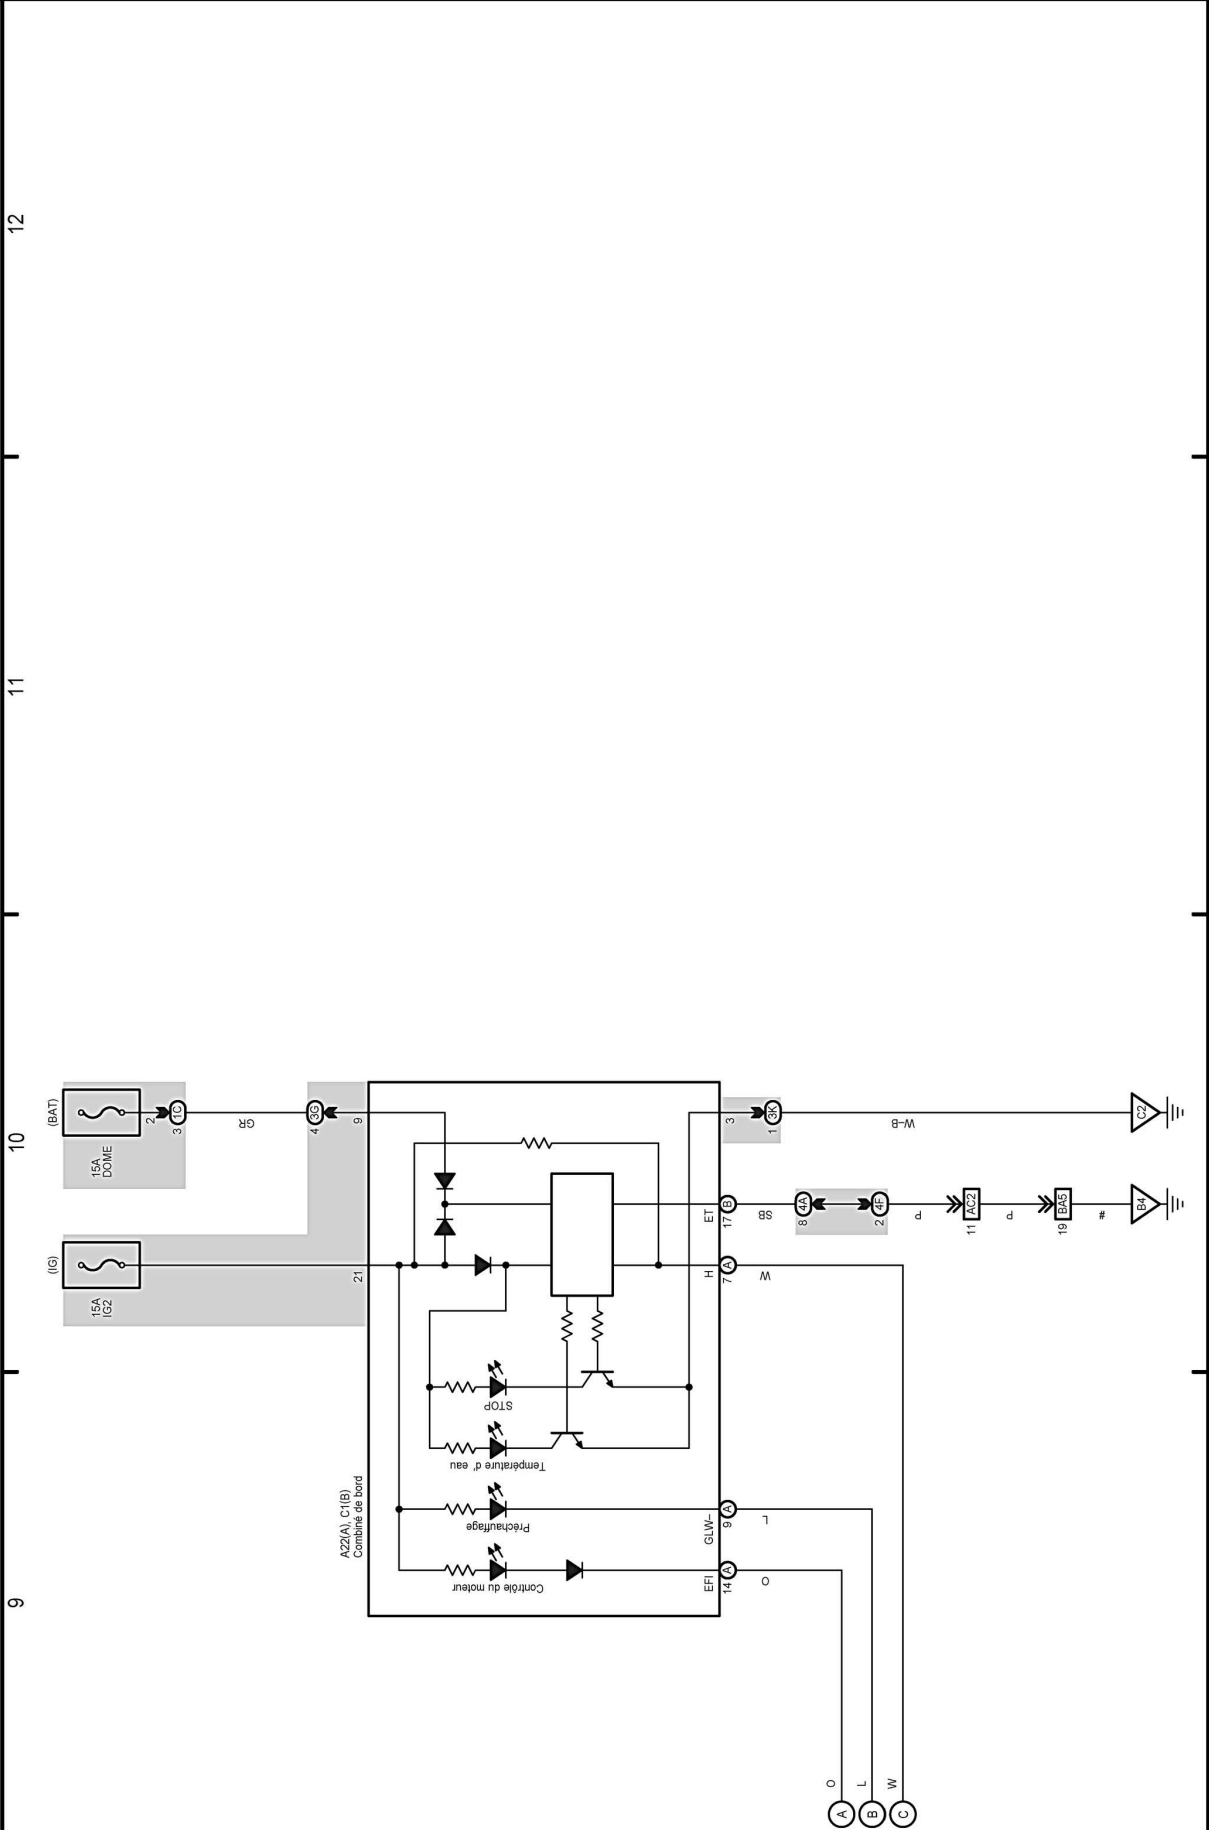 9
10
11
12
(IG)
15A
IG2
(BAT)
15A
DOME
2
3
1C
GR
4
3G
21
9
A22(A), C1(B)
Combiné de bord
Contrôle du moteur
Préchauffage
Température d' eau
STOP
EFI
GLW–
H
ET
14
A
9
A
7
A
17
B
3
O
L
W
SB
1
3K
8
4A
2
4F
W–B
P
11
AC2
P
19
BA5
#
B4
C2
O
L
W
A
B
C